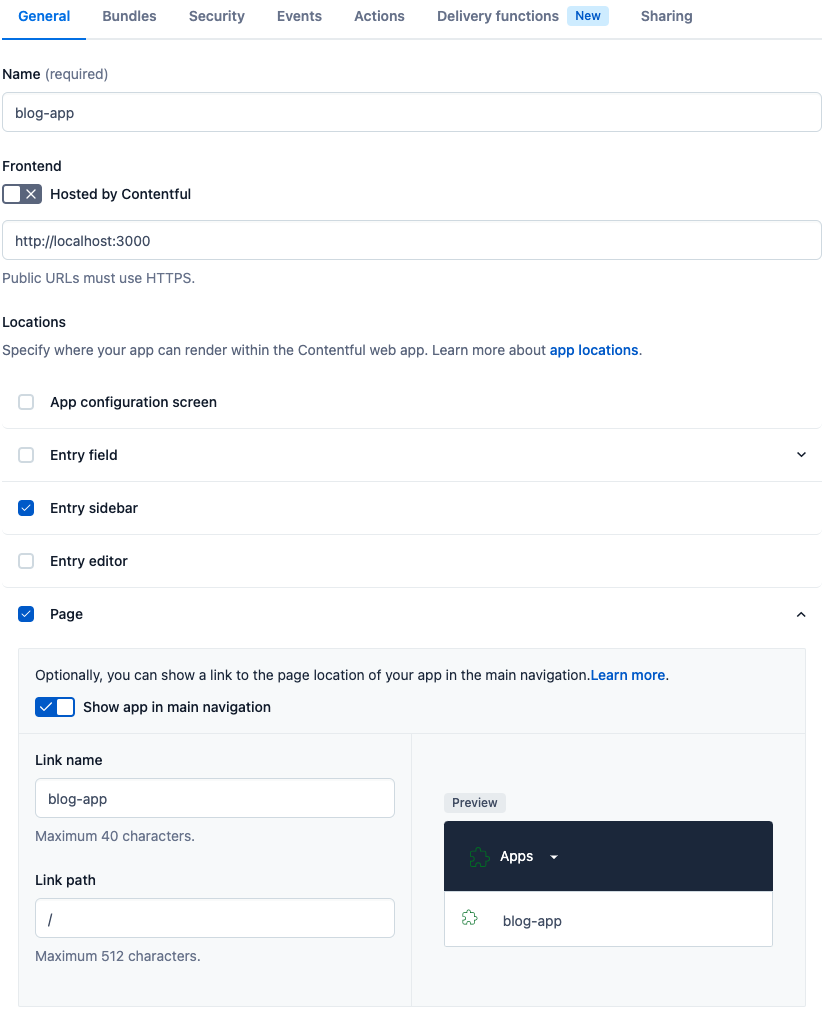 General Bundles Security Events Actions Delivery functions New Sharing
Name (required)
blog-app
Frontend
Hosted by Contentful
http://localhost:3000
Public URLs must use HTTPS.
Locations
Specify where your app can render within the Contentful web app. Learn more about app locations.
App configuration screen
Entry field
Entry sidebar
Entry editor
Page
Optionally, you can show a link to the page location of your app in the main navigation.Learn more.
Show app in main navigation
Link name
blog-app
Maximum 40 characters.
Link path
/
Maximum 512 characters.
Preview
Apps
blog-app